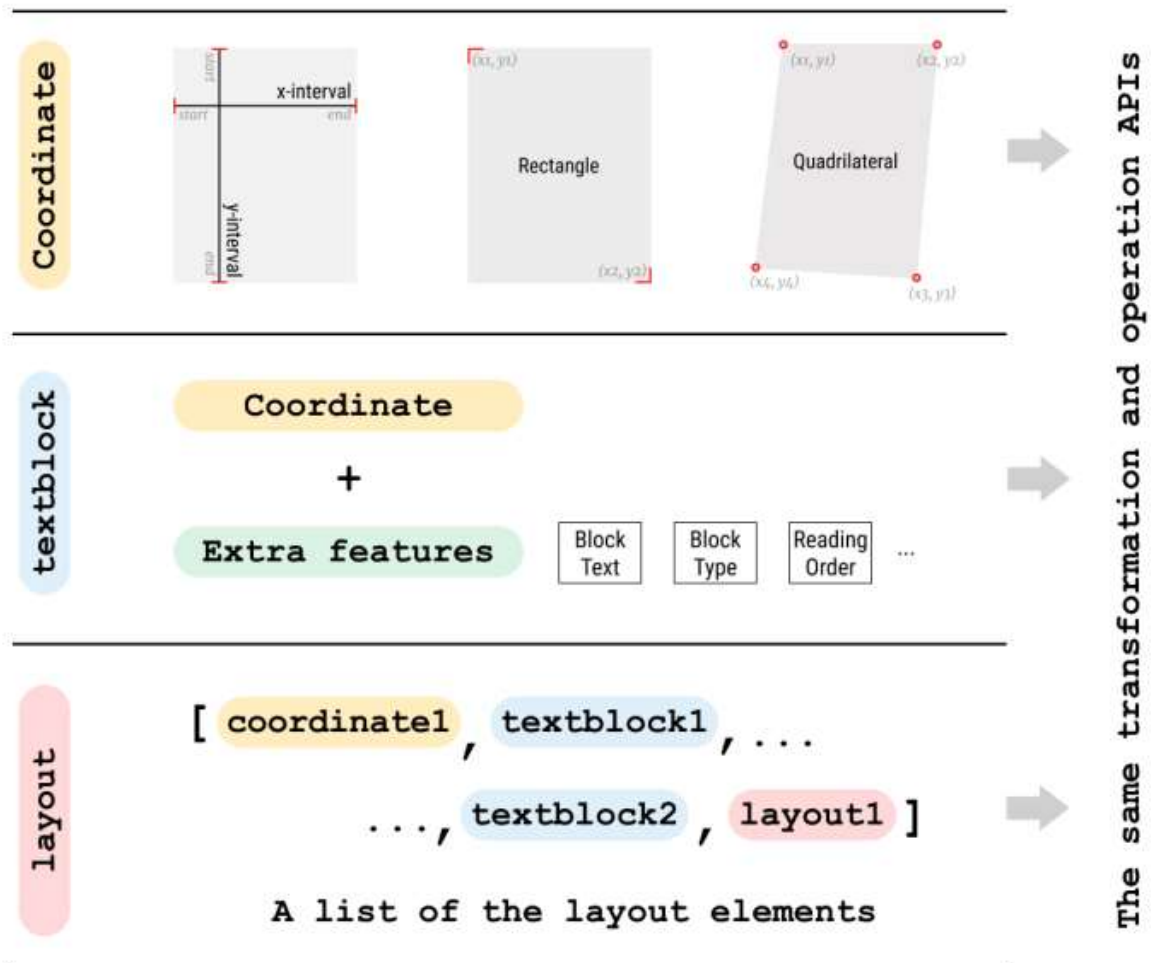 Coordinate
start
x-interval
start
end
y-interval
end
(x1, y1)
Rectangle
(x2, y2)
(x1, y1)
(x2, y2)
Quadrilateral
(x4, y4)
(x3, y3)
textblock
Coordinate
+
Extra features
Block
Text
Block
Type
Reading
Order
...
layout
[ coordinate1, textblock1, ...
..., textblock2, layout1 ]
A list of the layout elements
The same transformation and operation APIs